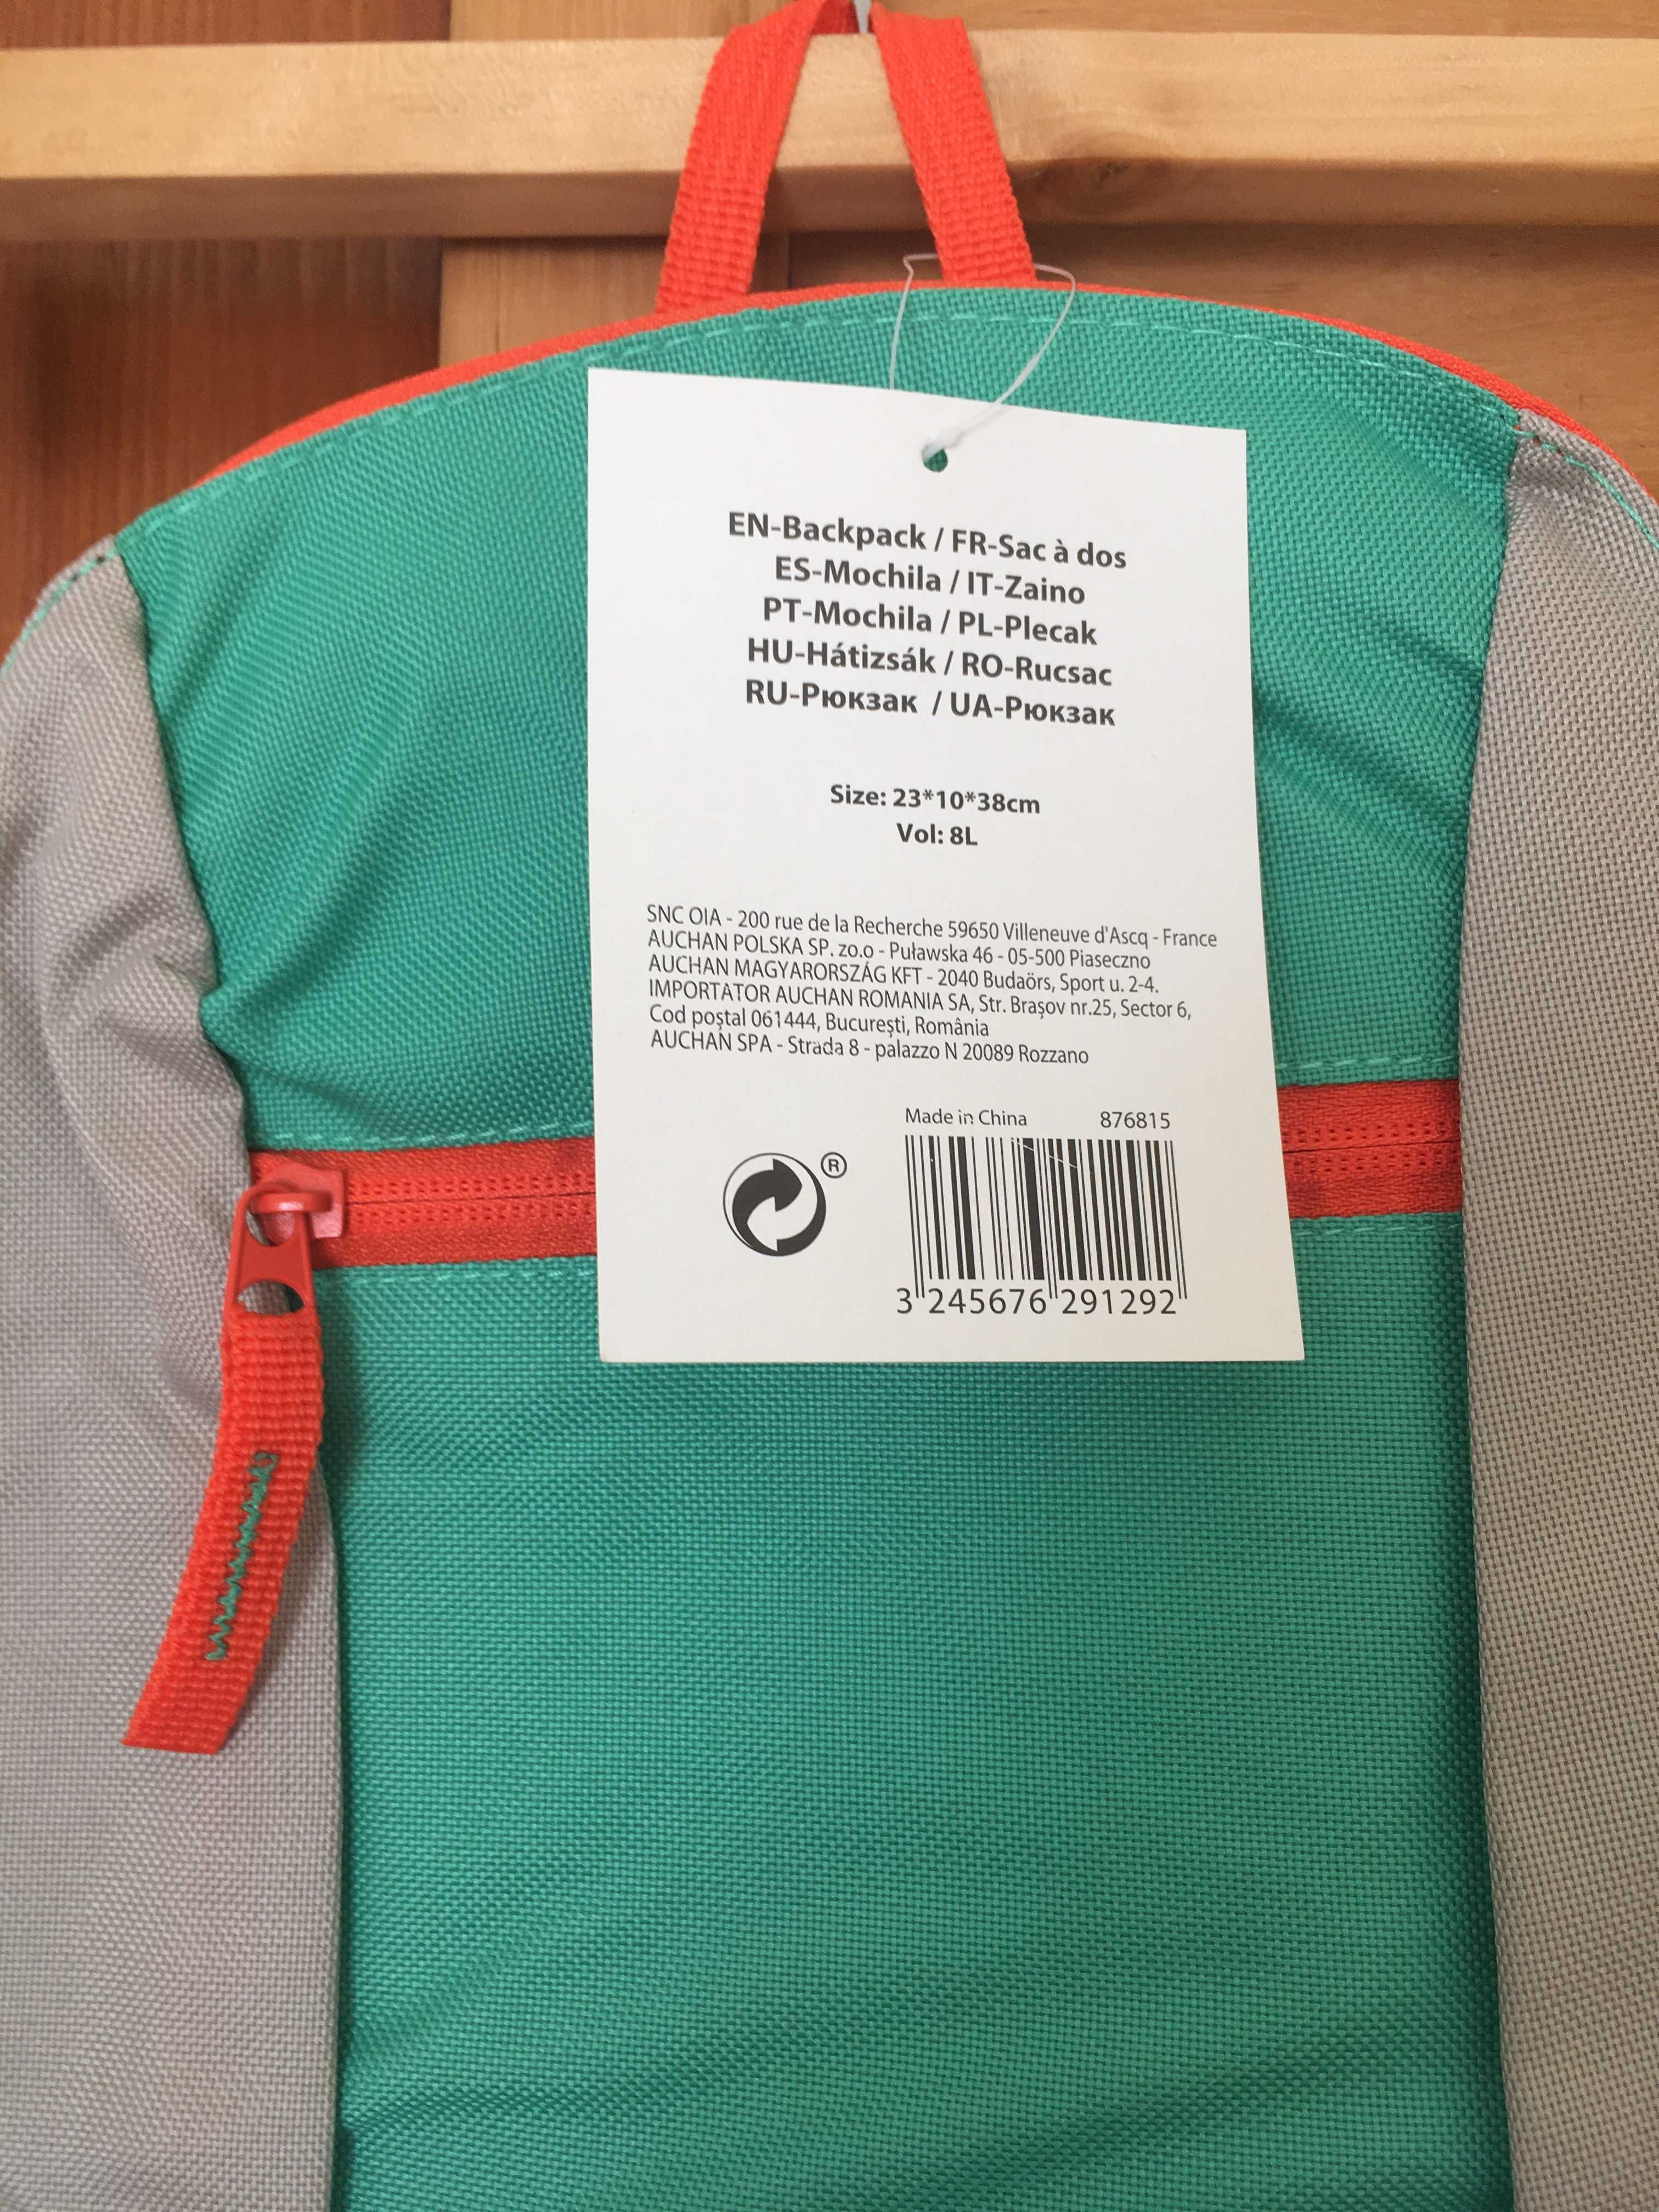 EN-Backpack / FR-Sac à dos
ES-Mochila / IT-Zaino
PT-Mochila / PL-Plecak
HU-Hátizsák / RO-Rucsac
RU-Рюкзак / UA-Рюкзак
Size: 23*10*38cm
Vol: 8L
SNC OIA - 200 rue de la Recherche 59650 Villeneuve d'Ascq - France
AUCHAN POLSKA SP. zo.o - Puławska 46 - 05-500 Piaseczno
AUCHAN MAGYARORSZÁG KFT - 2040 Budaörs, Sport u. 2-4.
IMPORTATOR AUCHAN ROMANIA SA, Str. Brașov nr.25, Sector 6,
Cod poștal 061444, București, România
AUCHAN SPA - Strada 8 - palazzo N 20089 Rozzano
Made in China 876815
®
3 245676 291292